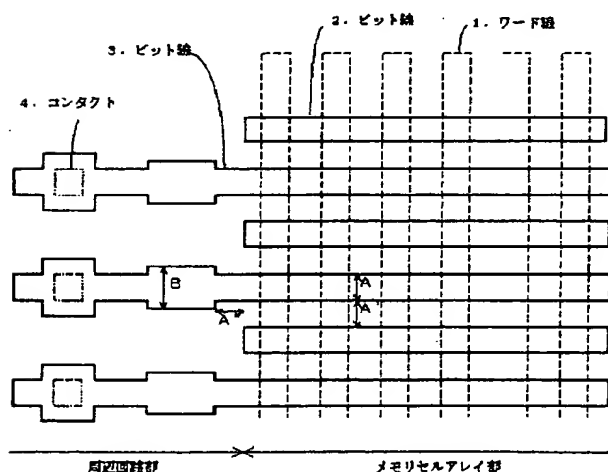 2. ビット線
1. ワード線
3. ビット線
4. コンタクト
B
A
A
A
周辺回路部
メモリセルアレイ部